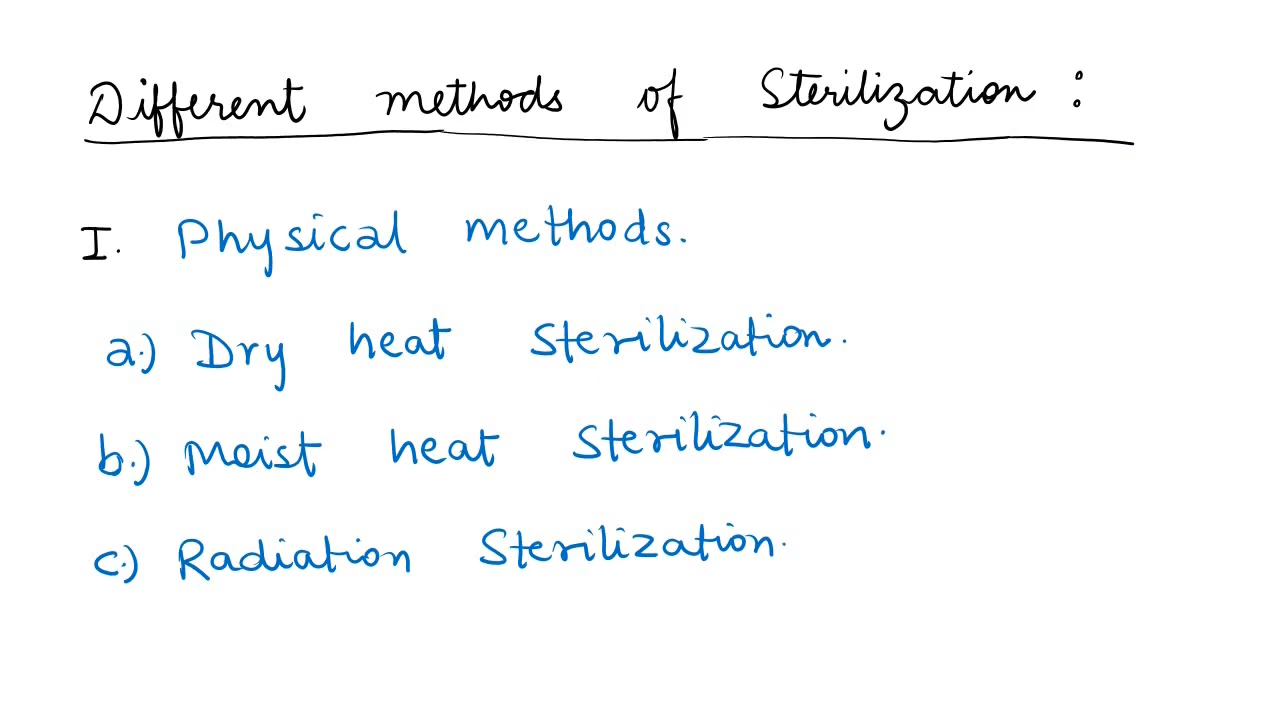 Different methods of Sterilization :
I. Physical methods.
a.) Dry heat sterilization.
b.) Moist heat sterilization.
c.) Radiation Sterilization.